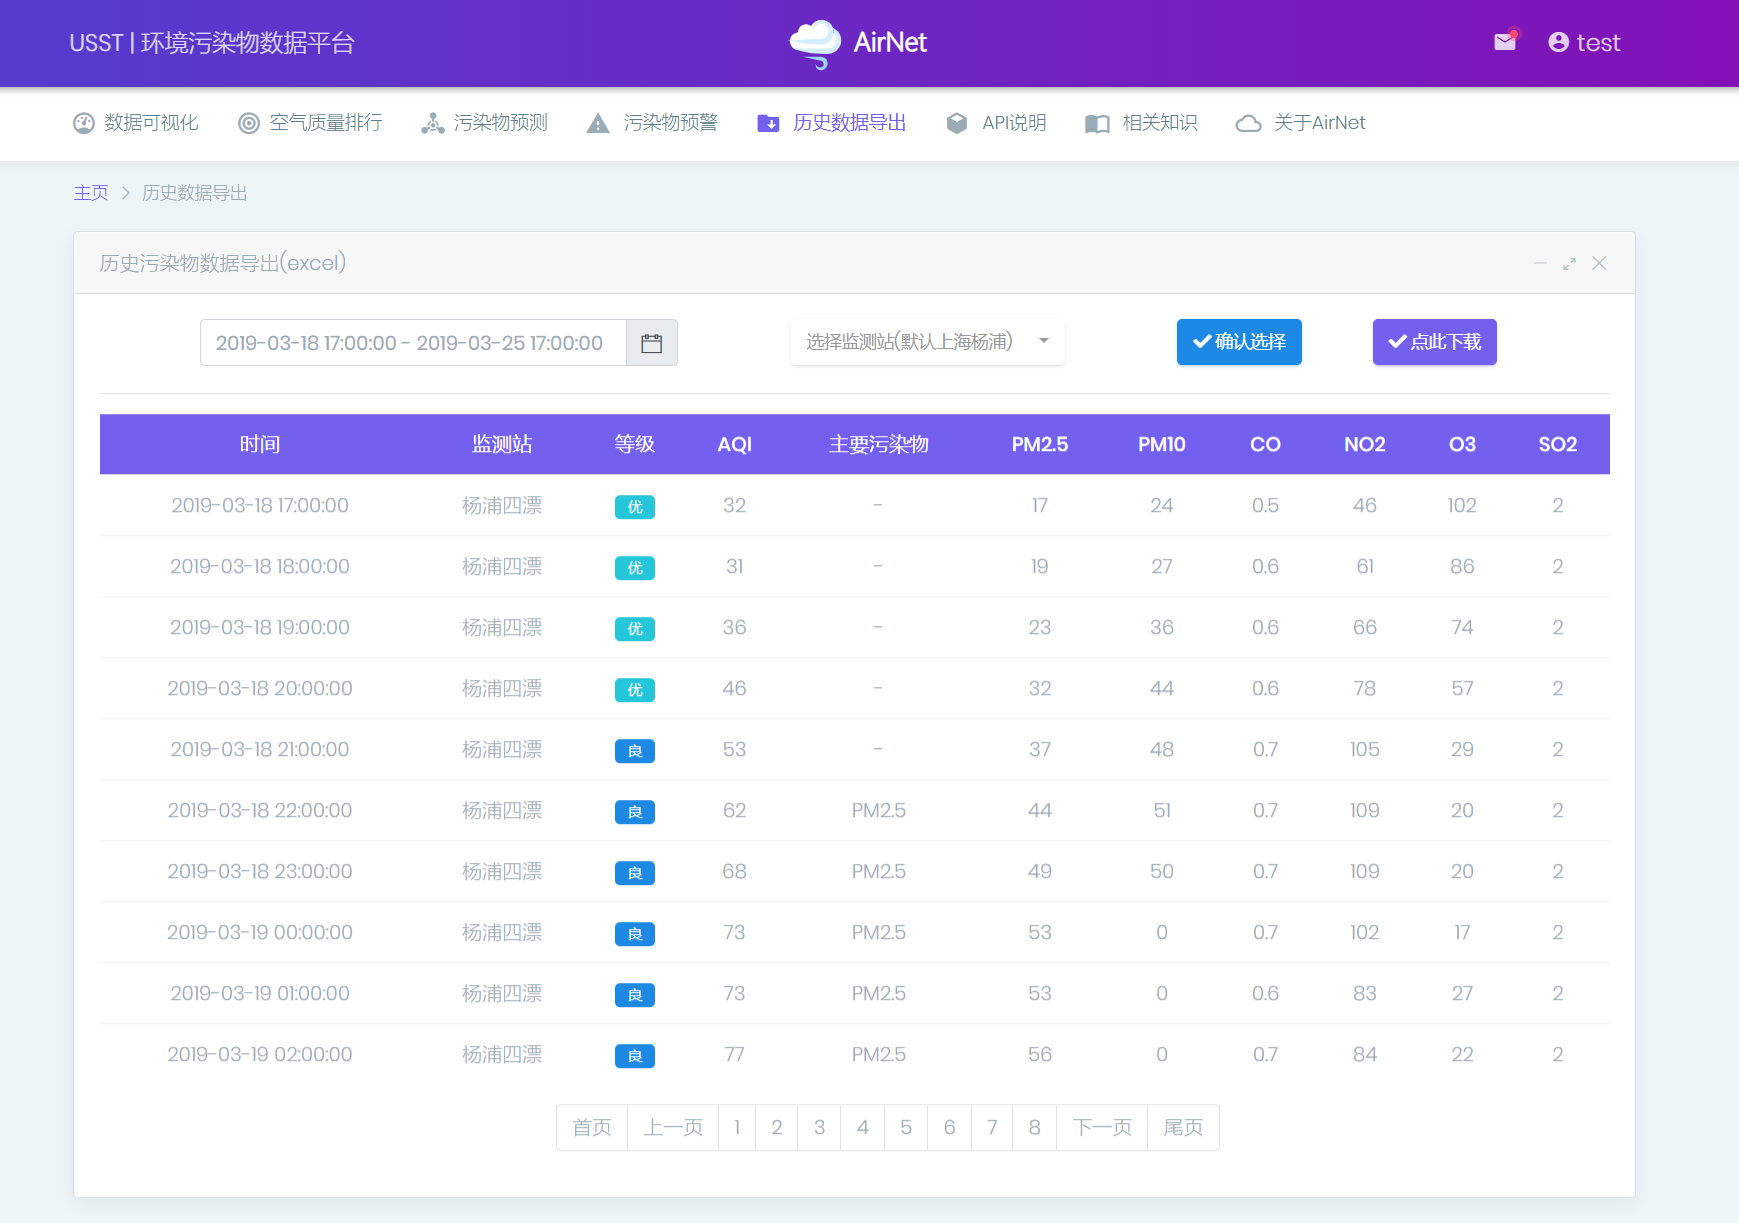 USST | 环境污染物数据平台 AirNet test
数据可视化 空气质量排行 污染物预测 污染物预警 历史数据导出 API说明 相关知识 关于AirNet
主页 > 历史数据导出
历史污染物数据导出(excel)
2019-03-18 17:00:00 - 2019-03-25 17:00:00 选择监测站(默认上海杨浦) 确认选择 点此下载
时间 监测站 等级 AQI 主要污染物 PM2.5 PM10 CO NO2 O3 SO2
2019-03-18 17:00:00 杨浦四漂 优 32 - 17 24 0.5 46 102 2
2019-03-18 18:00:00 杨浦四漂 优 31 - 19 27 0.6 61 86 2
2019-03-18 19:00:00 杨浦四漂 优 36 - 23 36 0.6 66 74 2
2019-03-18 20:00:00 杨浦四漂 优 46 - 32 44 0.6 78 57 2
2019-03-18 21:00:00 杨浦四漂 良 53 - 37 48 0.7 105 29 2
2019-03-18 22:00:00 杨浦四漂 良 62 PM2.5 44 51 0.7 109 20 2
2019-03-18 23:00:00 杨浦四漂 良 68 PM2.5 49 50 0.7 109 20 2
2019-03-19 00:00:00 杨浦四漂 良 73 PM2.5 53 0 0.7 102 17 2
2019-03-19 01:00:00 杨浦四漂 良 73 PM2.5 53 0 0.6 83 27 2
2019-03-19 02:00:00 杨浦四漂 良 77 PM2.5 56 0 0.7 84 22 2
首页 上一页 1 2 3 4 5 6 7 8 下一页 尾页